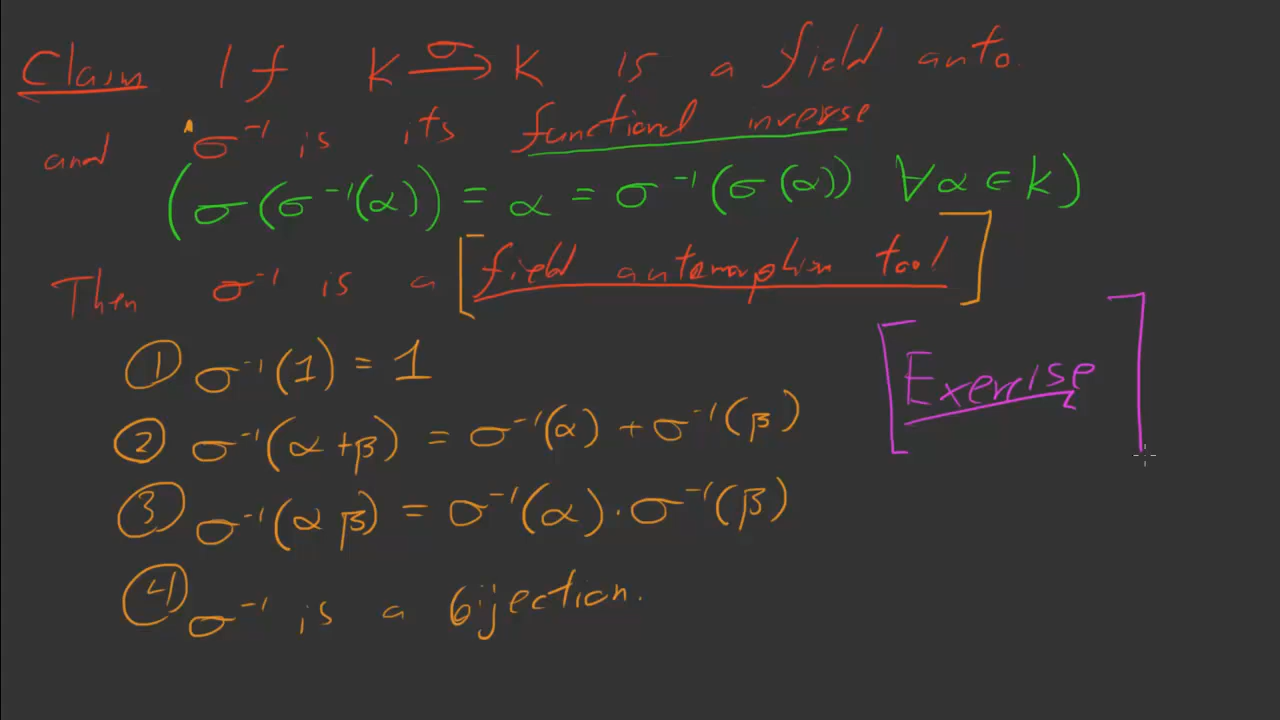 Claim If K σ→ K is a field auto.
and σ⁻¹ is its functional inverse
(σ(σ⁻¹(α)) = α = σ⁻¹(σ(α)) ∀α ∈ K)
Then σ⁻¹ is a [field automorphism too!]
① σ⁻¹(1) = 1
[Exercise]
② σ⁻¹(α+β) = σ⁻¹(α) + σ⁻¹(β)
③ σ⁻¹(αβ) = σ⁻¹(α)·σ⁻¹(β)
④ σ⁻¹ is a bijection.